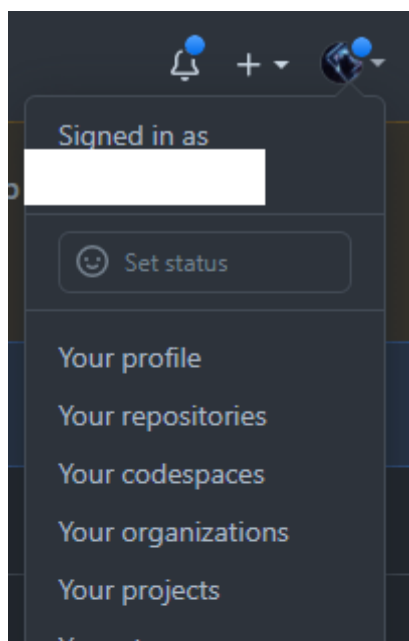 Signed in as
Set status
Your profile
Your repositories
Your codespaces
Your organizations
Your projects